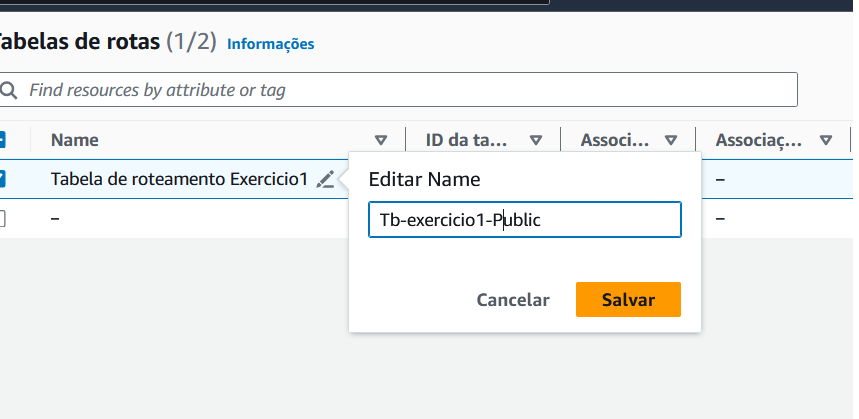 Tabelas de rotas (1/2) Informações
Find resources by attribute or tag
Name ID da ta... Associ... Associaç...
Tabela de roteamento Exercicio1 –
– –
Editar Name
Tb-exercicio1-Public
Cancelar Salvar